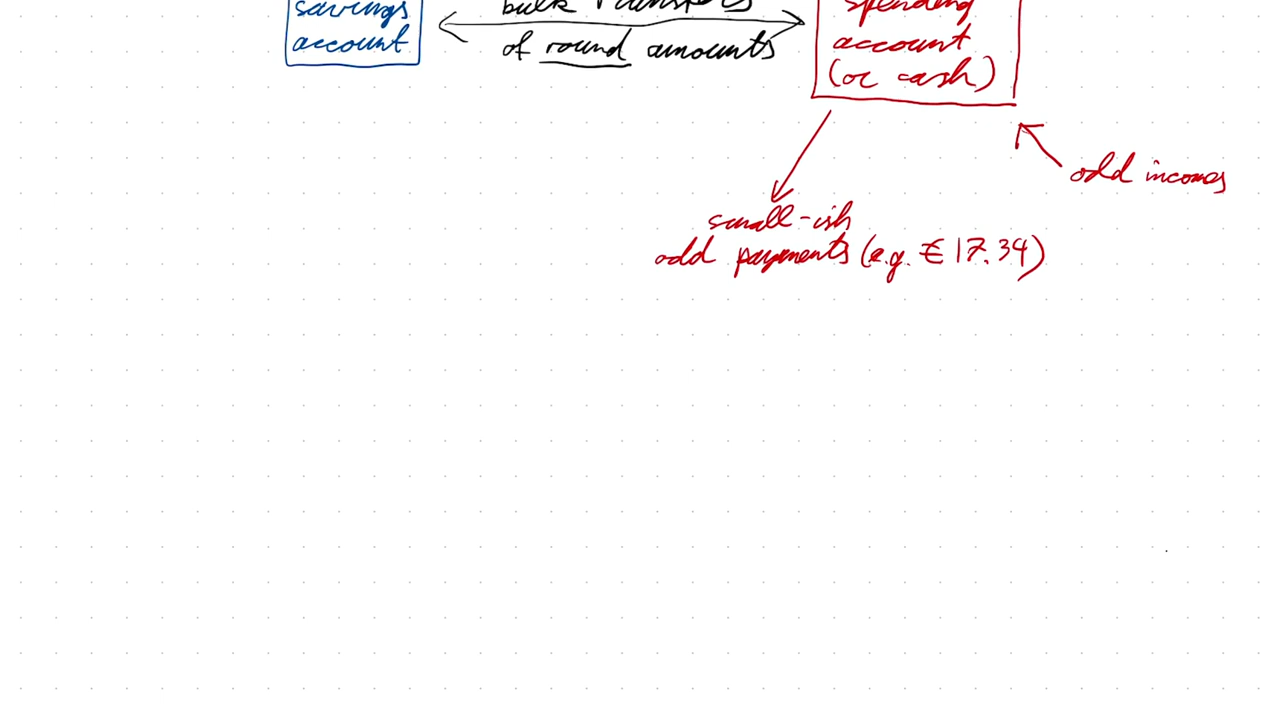 savings
account
bulk transfers
of round amounts
spending
account
(or cash)
odd incomes
small-ish
odd payments (e.g. € 17.34)